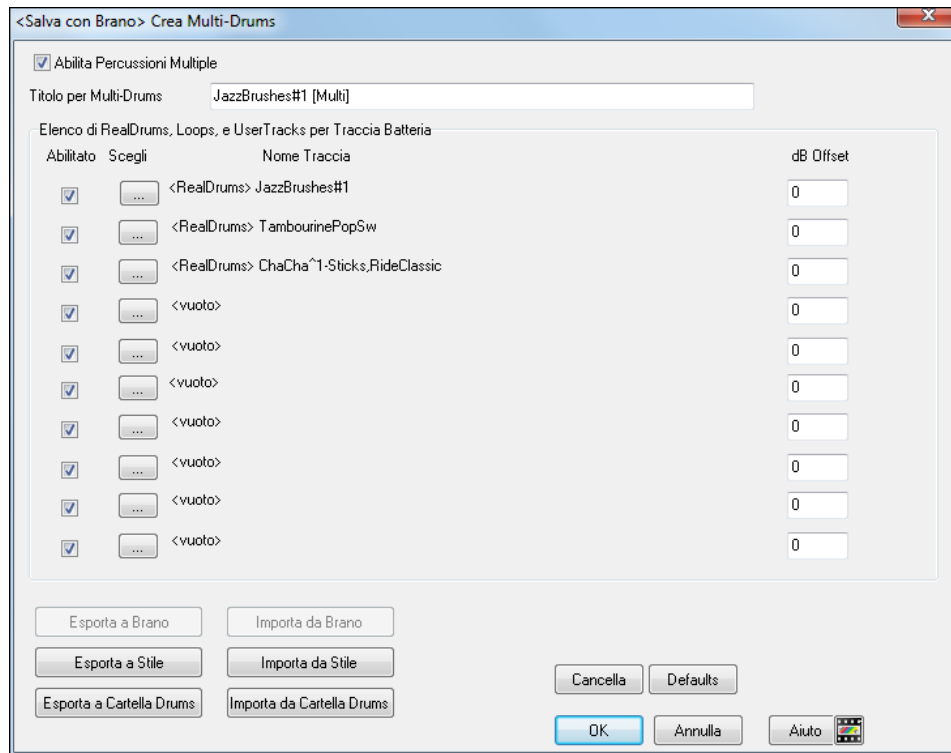 <Salva con Brano> Crea Multi-Drums
x
Abilita Percussioni Multiple
Titolo per Multi-Drums JazzBrushes#1 [Multi]
Elenco di RealDrums, Loops, e UserTracks per Traccia Batteria
Abilitato Scegli Nome Traccia dB Offset
... <RealDrums> JazzBrushes#1 0
... <RealDrums> TambourinePopSw 0
... <RealDrums> ChaCha^1-Sticks,RideClassic 0
... <vuoto> 0
... <vuoto> 0
... <vuoto> 0
... <vuoto> 0
... <vuoto> 0
... <vuoto> 0
... <vuoto> 0
Esporta a Brano Importa da Brano
Esporta a Stile Importa da Stile
Cancella Defaults
Esporta a Cartella Drums Importa da Cartella Drums
OK Annulla Aiuto